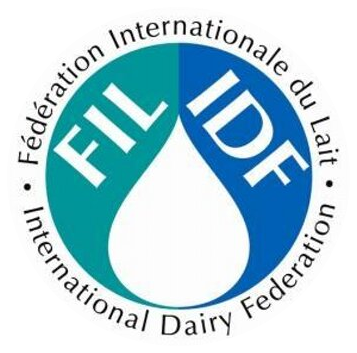 Fédération Internationale du Lait
FIL IDF
International Dairy Federation